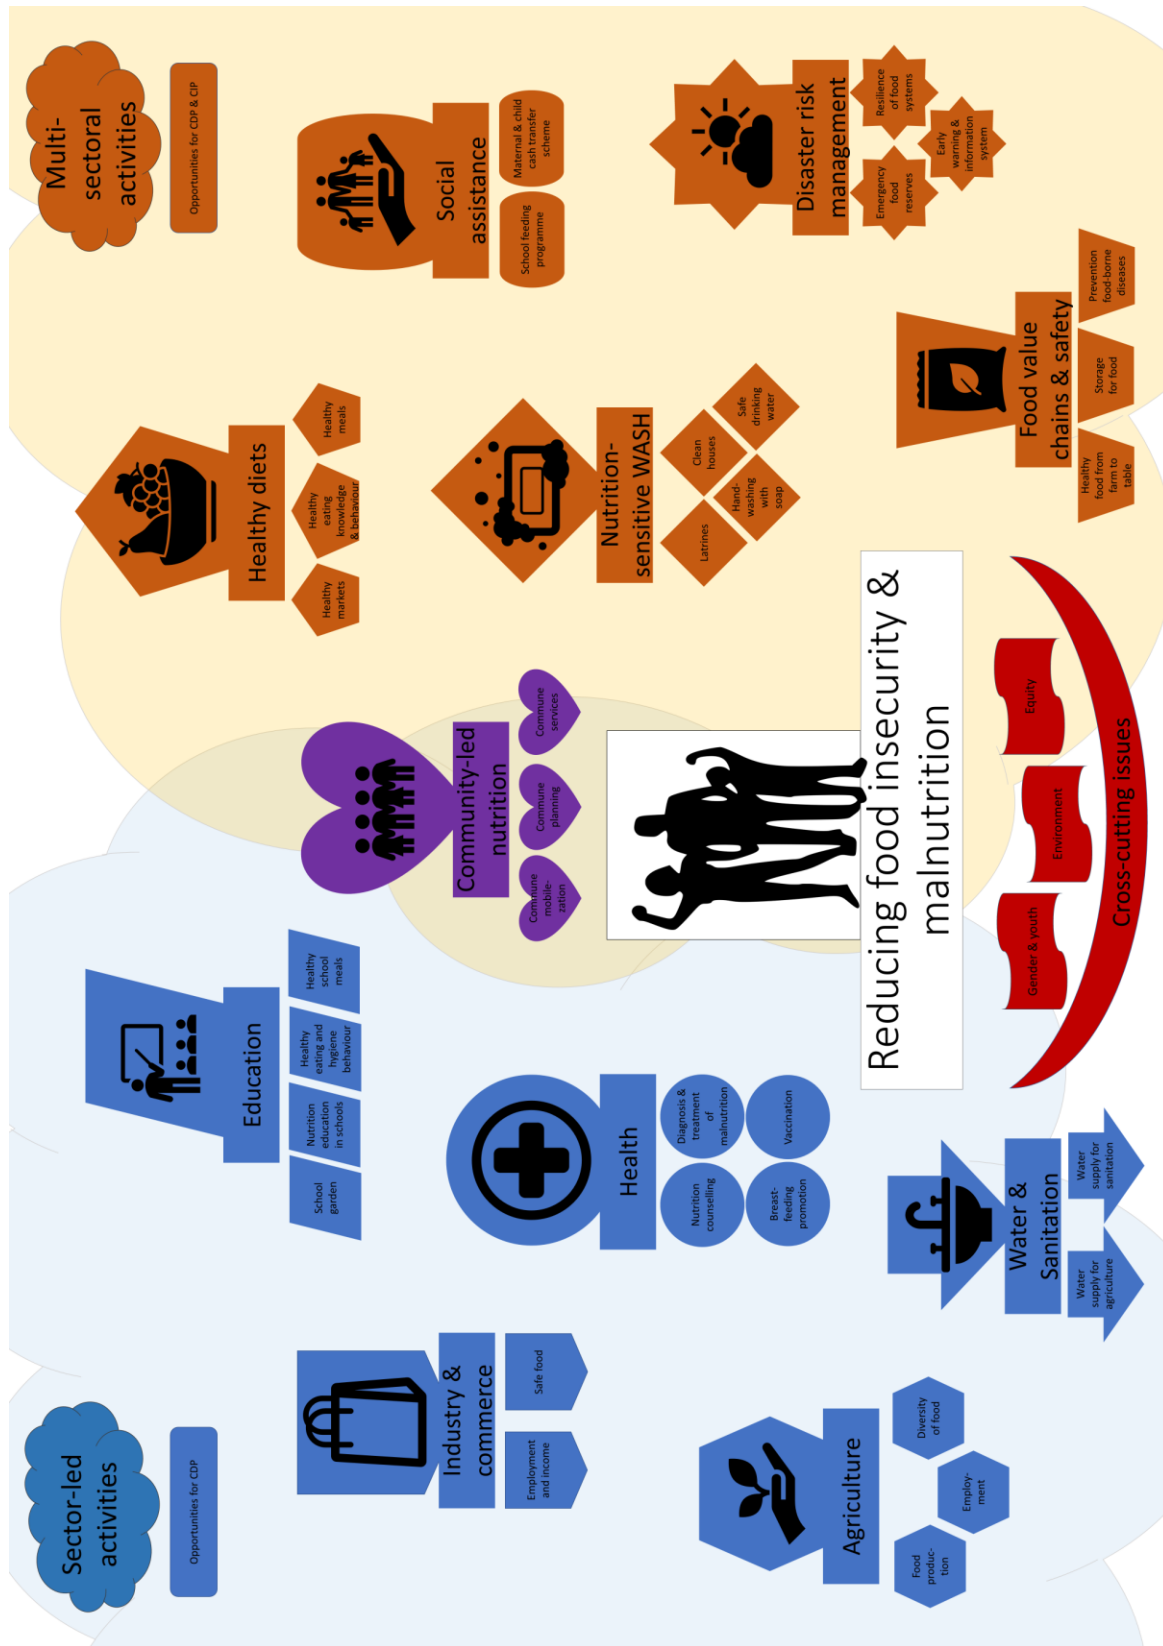 Sector-led
activities
Opportunities for CDP
Multi-
sectoral
activities
Opportunities for CDP & CIP
Education
School
garden
Nutrition
education
in schools
Healthy
eating and
hygiene
behaviour
Healthy
school
meals
Healthy diets
Healthy
markets
Healthy
eating
knowledge
& behaviour
Healthy
meals
Industry &
commerce
Employment
and income
Safe food
Community-led
nutrition
Commune
mobile-
zation
Commune
planning
Commune
services
Social
assistance
School feeding
programme
Maternal & child
cash transfer
scheme
Health
Nutrition
counselling
Diagnosis &
treatment
of
malnutrition
Breast-
feeding
promotion
Vaccination
Nutrition-
sensitive WASH
Latrines
Clean
houses
Hand-
washing
with
soap
Safe
drinking
water
Disaster risk
management
Emergency
food
reserves
Resilience
of food
systems
Early
warning &
information
system
Agriculture
Food
produc-
tion
Diversity
of food
Employ-
ment
Water &
Sanitation
Water
supply for
agriculture
Water
supply for
sanitation
Reducing food insecurity &
malnutrition
Food value
chains & safety
Healthy
food from
farm to
table
Storage
for food
Prevention
food-borne
diseases
Gender & youth
Environment
Equity
Cross-cutting issues